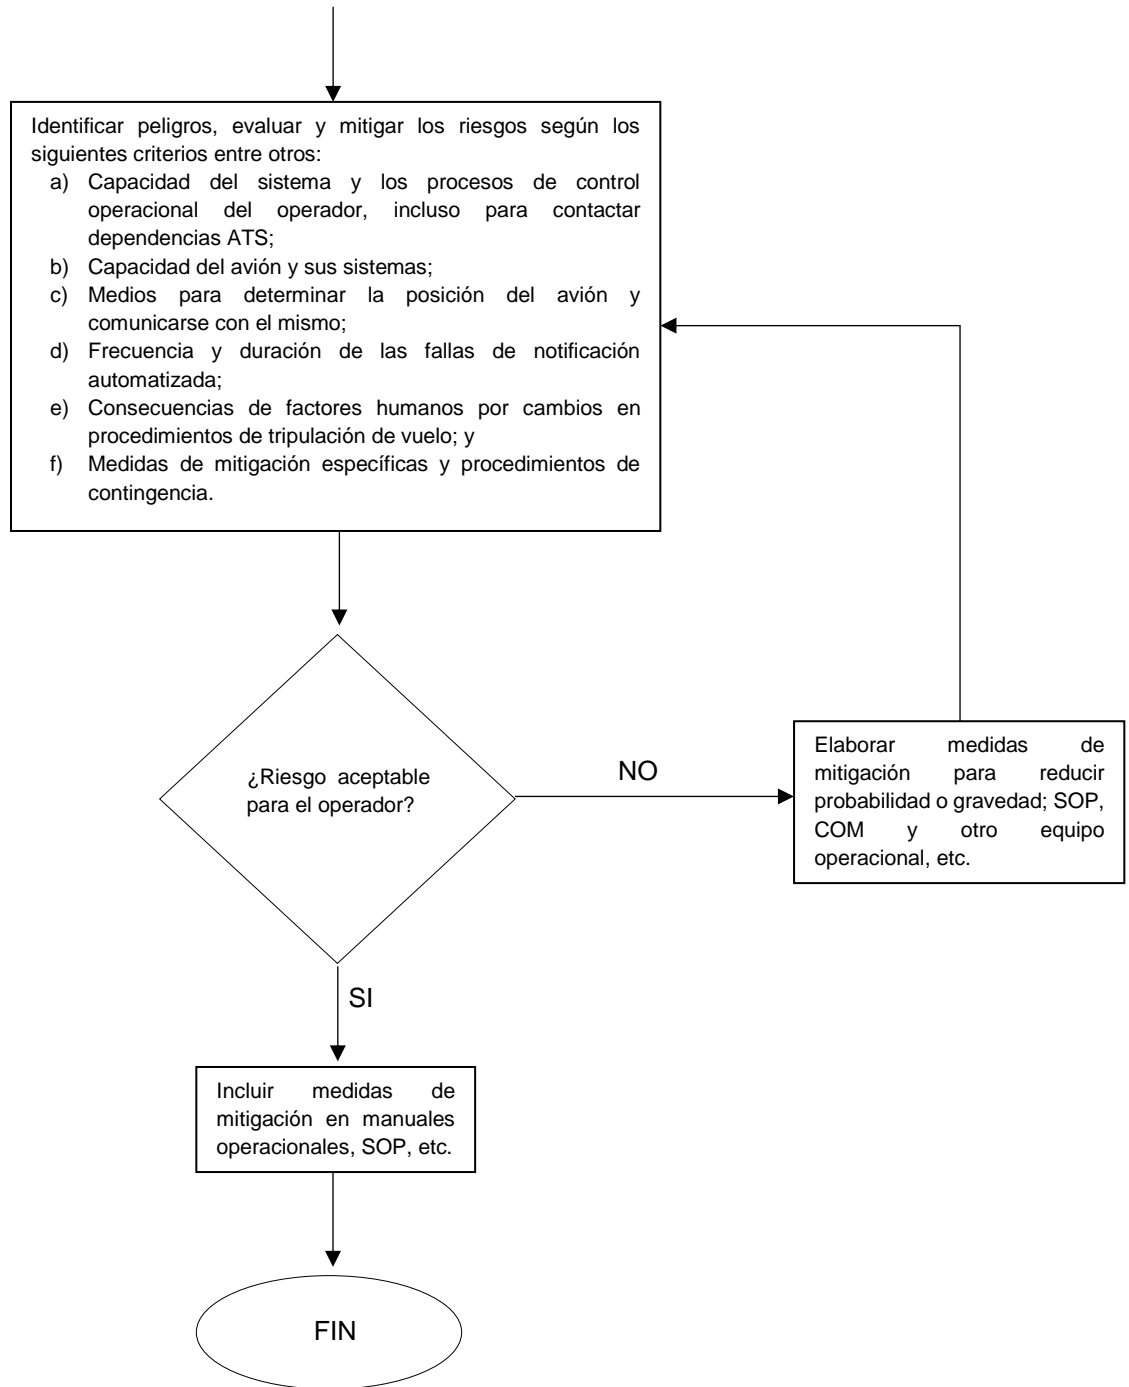 Identificar peligros, evaluar y mitigar los riesgos según los
siguientes criterios entre otros:
a) Capacidad del sistema y los procesos de control
operacional del operador, incluso para contactar
dependencias ATS;
b) Capacidad del avión y sus sistemas;
c) Medios para determinar la posición del avión y
comunicarse con el mismo;
d) Frecuencia y duración de las fallas de notificación
automatizada;
e) Consecuencias de factores humanos por cambios en
procedimientos de tripulación de vuelo; y
f) Medidas de mitigación específicas y procedimientos de
contingencia.
¿Riesgo aceptable
para el operador?
NO
Elaborar medidas de
mitigación para reducir
probabilidad o gravedad; SOP,
COM y otro equipo
operacional, etc.
SI
Incluir medidas de
mitigación en manuales
operacionales, SOP, etc.
FIN